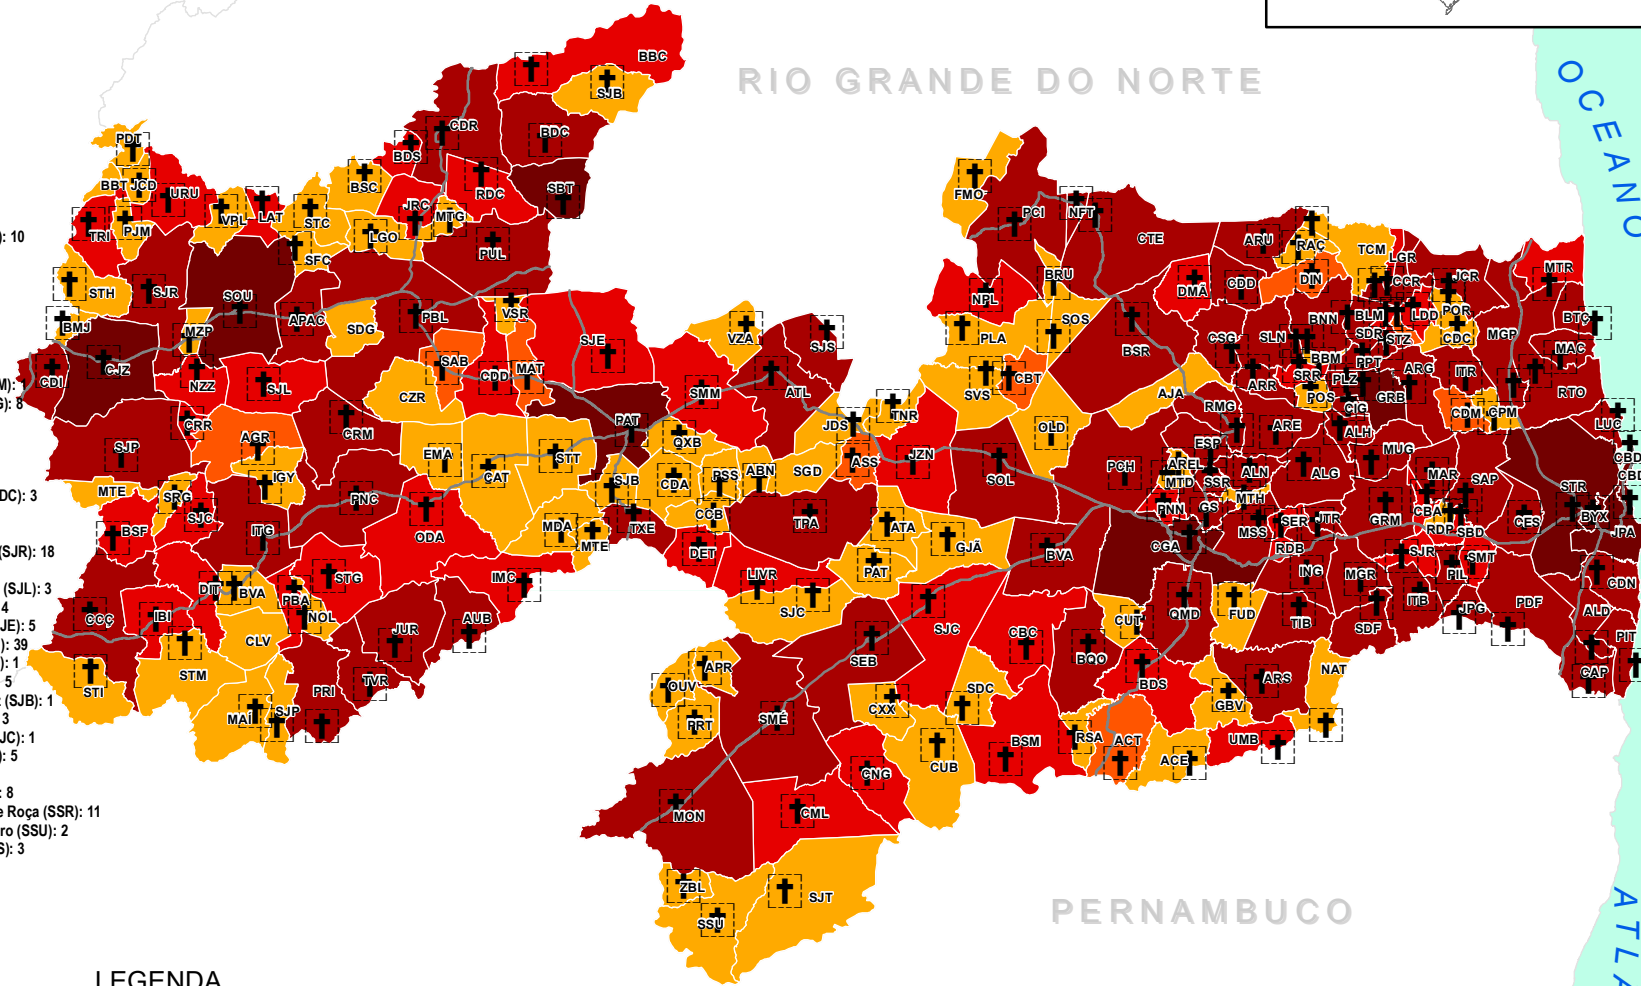 RIO GRANDE DO NORTE
OCEANO
BBC
SJB
CDR
BDC
BDS
PDT
BBT
JCD
URU
BSC
RDC
SBT
FMO
VPL
LAT
STC
JRC
MTG
PCI
NFT
TRI
PJM
LGO
): 10
CTE
ARU
RAC
TCM
SFC
PUL
LGR
STH
SJR
BRU
DMA
CDD
DIN
CCR
JCR
MTR
SOU
NPL
APAC
PBL
VSR
SOS
BNN
BLM
LDD
POR
BTC
BMJ
MZP
SDG
SJE
VZA
SJS
PLA
BSR
CSG
SLN
SDR
STZ
CDC
MGP
MAC
CDI
CJZ
SAB
CDD
MAT
BBM
PPT
NZZ
SJL
CBT
ARR
SRR
PLZ
ARG
ITR
RTO
G): 8
CZR
SMM
ATL
SVS
AJA
RMG
POS
CIG
GRB
CDM
CPM
CRR
CRM
PAT
JDS
TNR
OLD
ARE
ALH
LUC
SJP
AGR
QXB
ESP
MUG
EMA
STT
ASS
JZN
CBD
IGY
CAT
SJB
CDA
PSS
ABN
SGD
SOL
PCH
AREL
MTD
SSR
ALN
ALG
MAR
SAP
CBD
MTE
SRG
PNC
MTH
STR
DC): 3
SJC
CCB
PNN
GS
GRM
CBA
BYX
BSF
ITG
ODA
MDA
MTE
TXE
TPA
ATA
MSS
SER
JTR
RDP
SBD
CES
JPA
(SJR): 18
DET
GJÃ
BVA
CGA
RDB
SJR
SMT
STG
IMC
PAT
ING
MGR
PIL
CDN
(SJL): 3
DIT
BVA
PBA
LIVR
ITB
4
CCC
IBI
NOL
SJC
CUT
QMD
FUD
TIB
JPG
PDF
ALD
JE): 5
AUB
SJC
CBC
SDF
PIT
): 39
CLV
JUR
): 1
SEB
BQO
STI
STM
APR
NAT
CAP
5
PRI
TVR
OUV
SDC
BDS
ARS
(SJB): 1
MAÍ
SJP
PRT
SMÉ
CXX
GBV
3
JC): 1
BSM
RSA
ACT
UMB
): 5
CNG
CUB
ACE
: 8
e Roça (SSR): 11
MON
CML
ro (SSU): 2
S): 3
ZBL
SJT
SSU
PERNAMBUCO
ATLA
LEGENDA